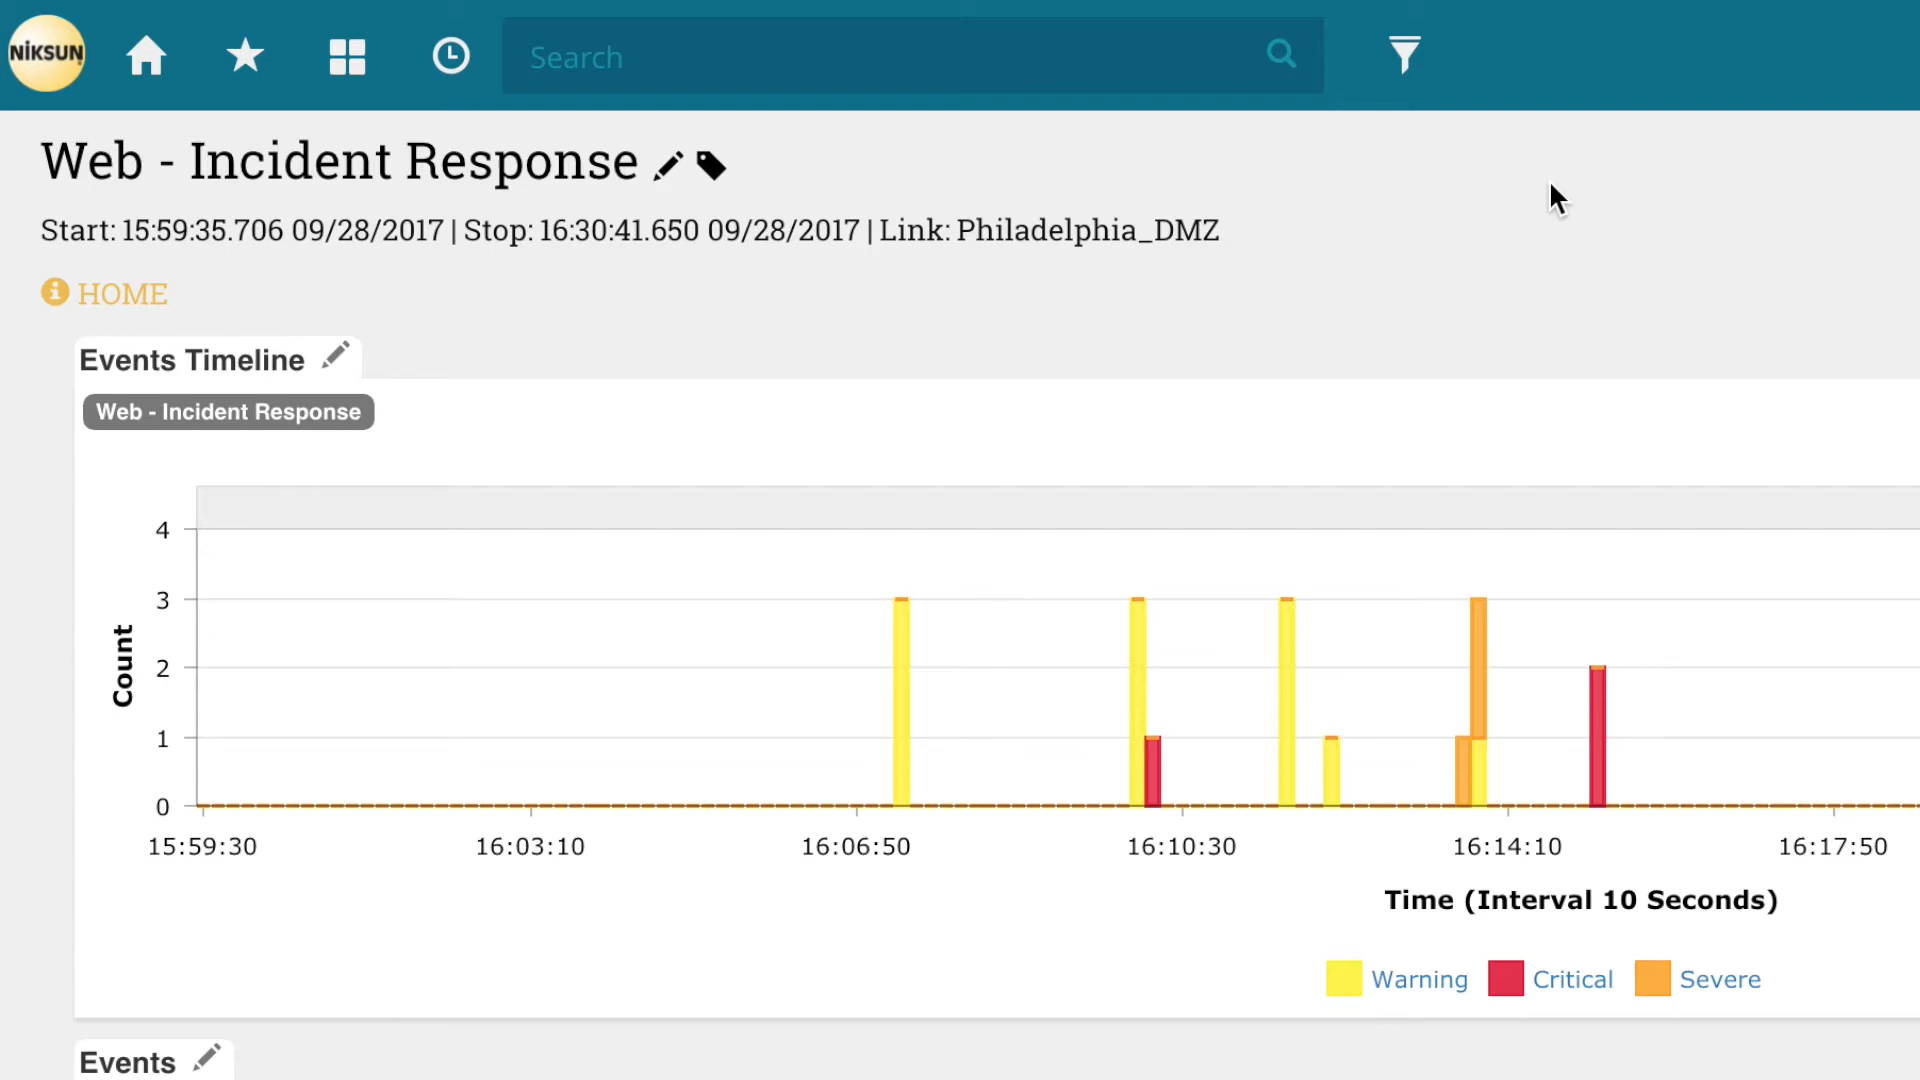 NIKSUN
Search
Web - Incident Response
Start: 15:59:35.706 09/28/2017 | Stop: 16:30:41.650 09/28/2017 | Link: Philadelphia_DMZ
HOME
Events Timeline
Web - Incident Response
4
3
2
1
0
Count
15:59:30 16:03:10 16:06:50 16:10:30 16:14:10 16:17:50
Time (Interval 10 Seconds)
Warning Critical Severe
Events